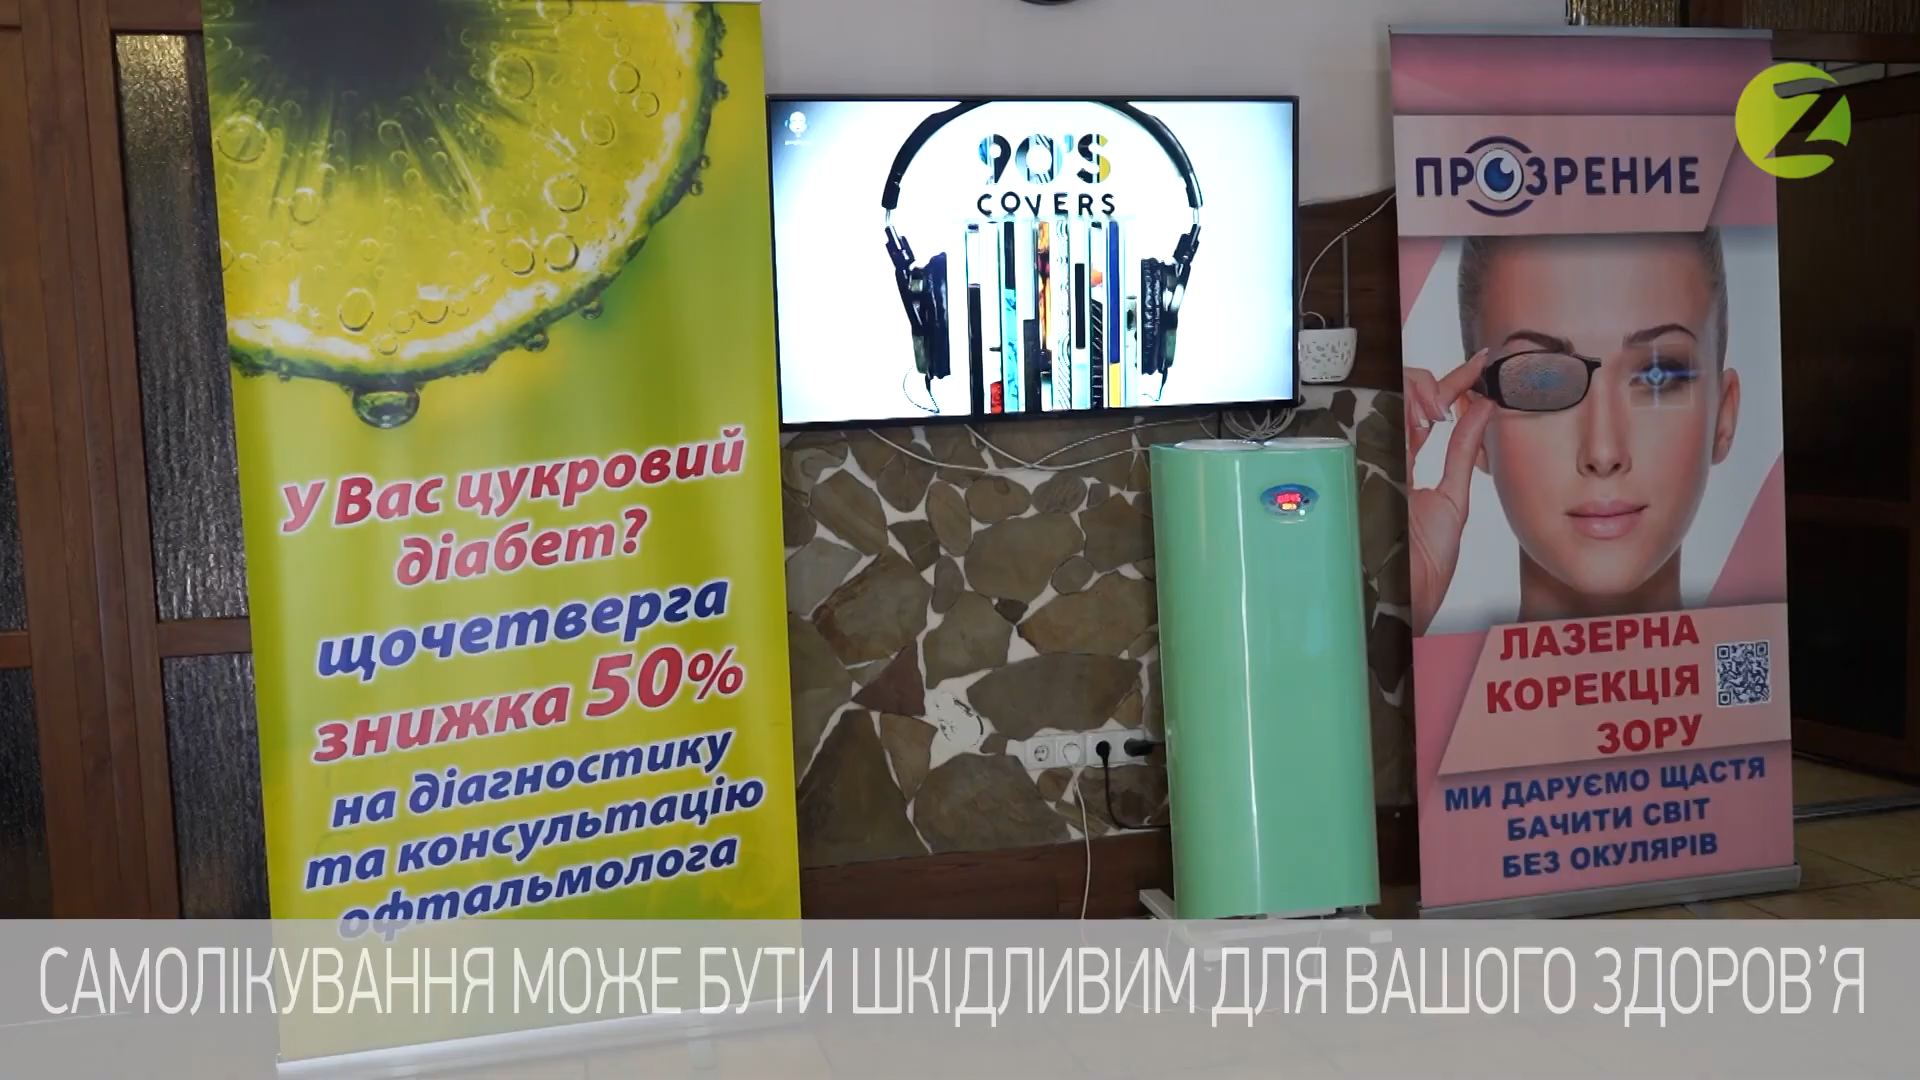 У Вас цукровий
діабет?
щочетверга
знижка 50%
на діагностику
та консультацію
офтальмолога
90'S
COVERS
Z
ПРОЗРЕНИЕ
ЛАЗЕРНА
КОРЕКЦІЯ
ЗОРУ
МИ ДАРУЄМО ЩАСТЯ
БАЧИТИ СВІТ
БЕЗ ОКУЛЯРІВ
САМОЛІКУВАННЯ МОЖЕ БУТИ ШКІДЛИВИМ ДЛЯ ВАШОГО ЗДОРОВ’Я